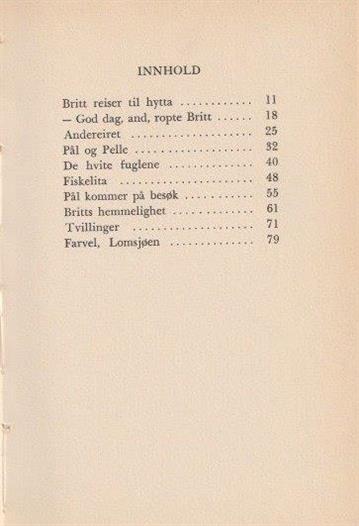 INNHOLD
Britt reiser til hytta ............ 11
— God dag, and, ropte Britt ...... 18
Andereiret ...................... 25
Pål og Pelle .................... 32
De hvite fuglene ............... 40
Fiskelita ...................... 48
Pål kommer på besøk ............ 55
Britts hemmelighet .............. 61
Tvillinger .................... 71
Farvel, Lomsjøen .............. 79